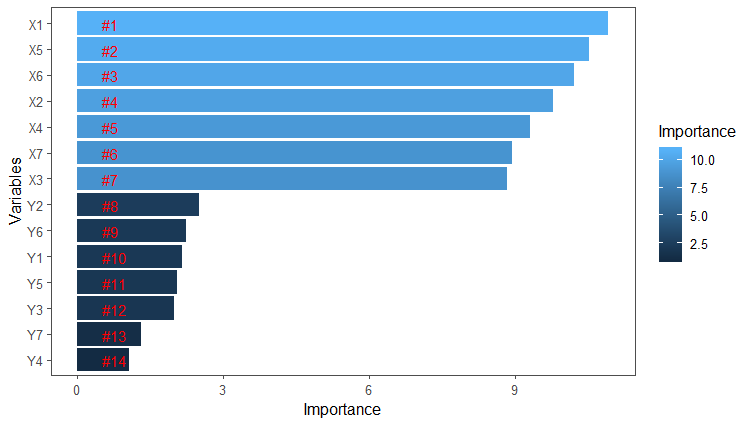 X1 #1
X5 #2
X6 #3
X2 #4
X4 #5
X7 #6
X3 #7
Y2 #8
Y6 #9
Y1 #10
Y5 #11
Y3 #12
Y7 #13
Y4 #14
Variables
0 3 6 9
Importance
Importance
10.0
7.5
5.0
2.5